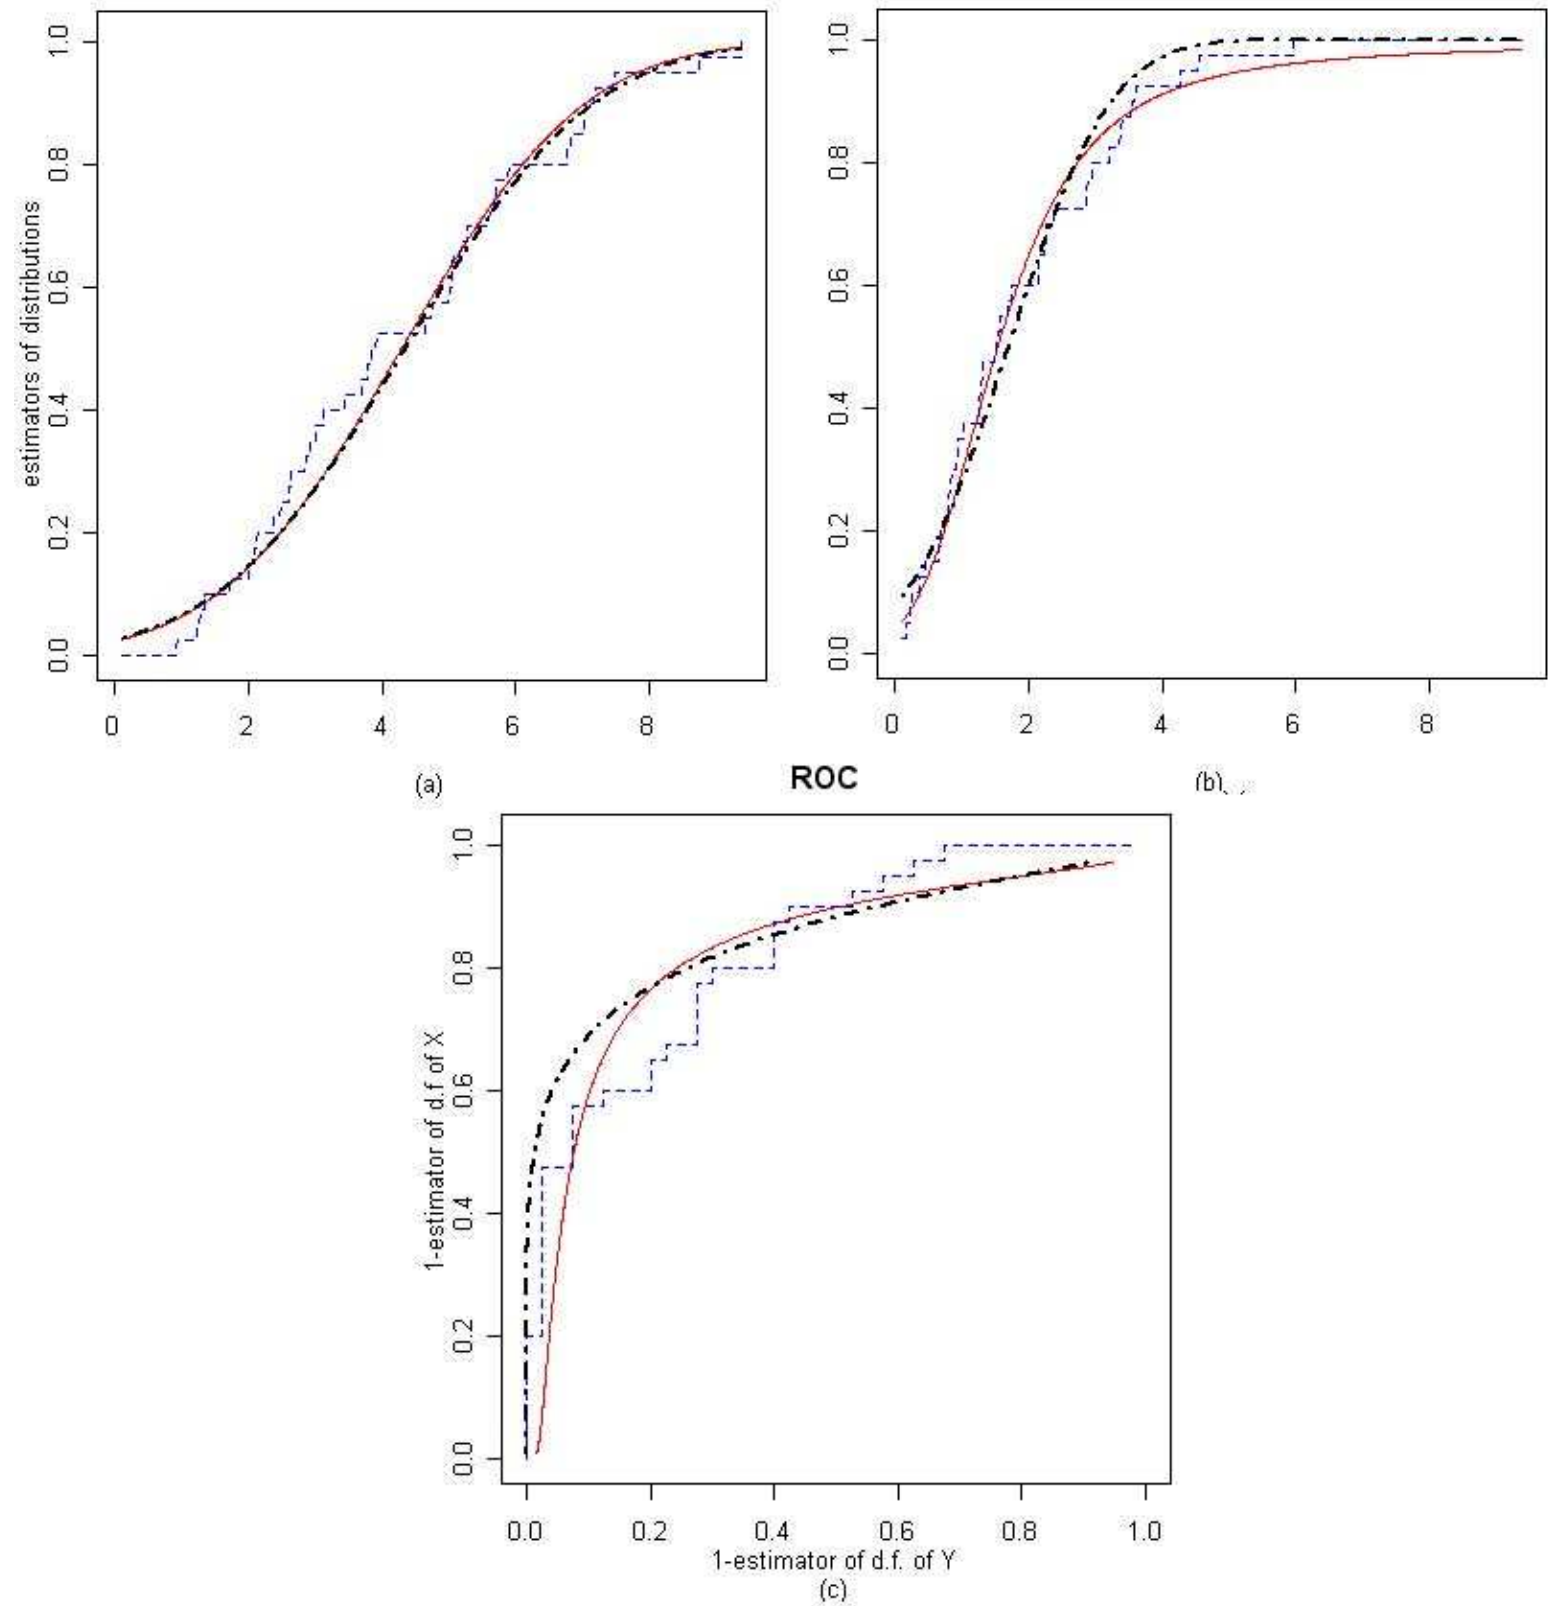 estimators of distributions
0.0 0.2 0.4 0.6 0.8 1.0
0 2 4 6 8
(a)
0.0 0.2 0.4 0.6 0.8 1.0
0 2 4 6 8
(b)
ROC
1-estimator of d.f of X
0.0 0.2 0.4 0.6 0.8 1.0
0.0 0.2 0.4 0.6 0.8 1.0
1-estimator of d.f. of Y
(c)